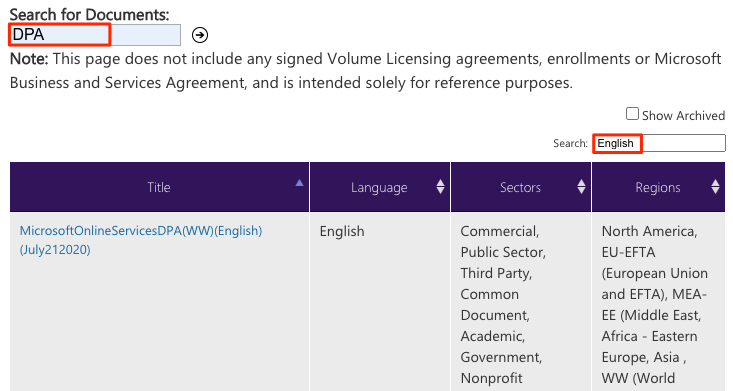 Search for Documents:
DPA
Note: This page does not include any signed Volume Licensing agreements, enrollments or Microsoft
Business and Services Agreement, and is intended solely for reference purposes.
Show Archived
Search: English
Title Language Sectors Regions
MicrosoftOnlineServicesDPA(WW)(English)
(July212020)
English
Commercial,
Public Sector,
Third Party,
Common
Document,
Academic,
Government,
Nonprofit
North America,
EU-EFTA
(European Union
and EFTA), MEA-
EE (Middle East,
Africa - Eastern
Europe, Asia ,
WW (World